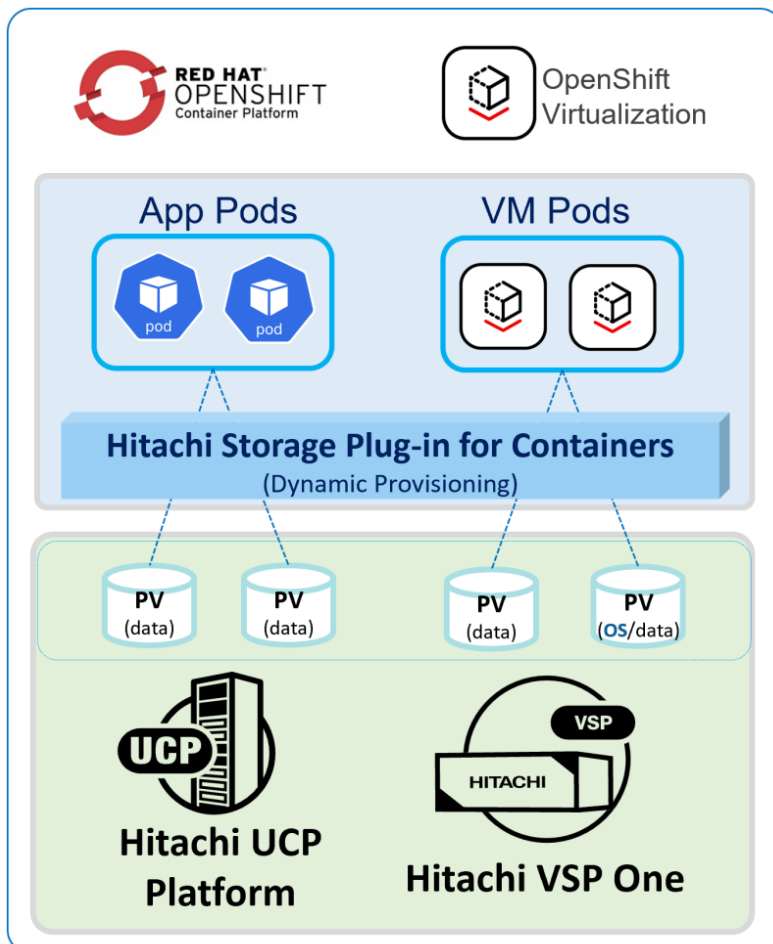 RED HAT®
OPENSHIFT
Container Platform
OpenShift
Virtualization
App Pods
VM Pods
pod
pod
Hitachi Storage Plug-in for Containers
(Dynamic Provisioning)
PV
(data)
PV
(data)
PV
(data)
PV
(OS/data)
UCP
VSP
HITACHI
Hitachi UCP
Platform
Hitachi VSP One